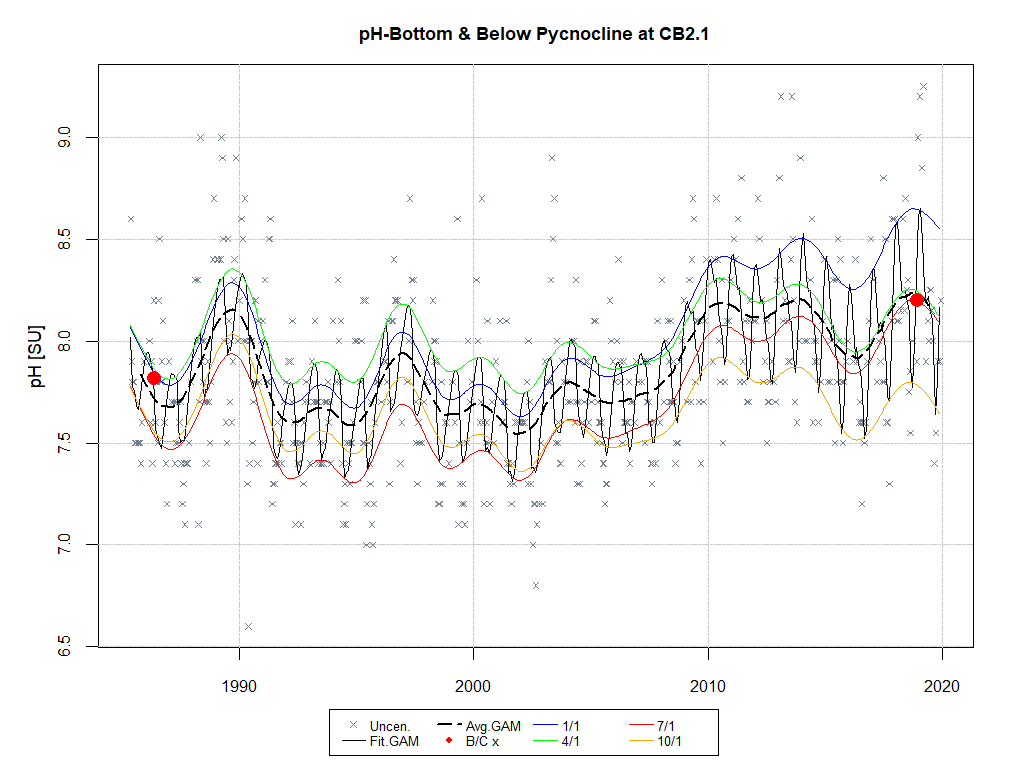 pH-Bottom & Below Pycnocline at CB2.1
pH [SU]
9.0
8.5
8.0
7.5
7.0
6.5
1990 2000 2010 2020
Uncen. Avg.GAM 1/1 7/1
Fit.GAM B/C x 4/1 10/1